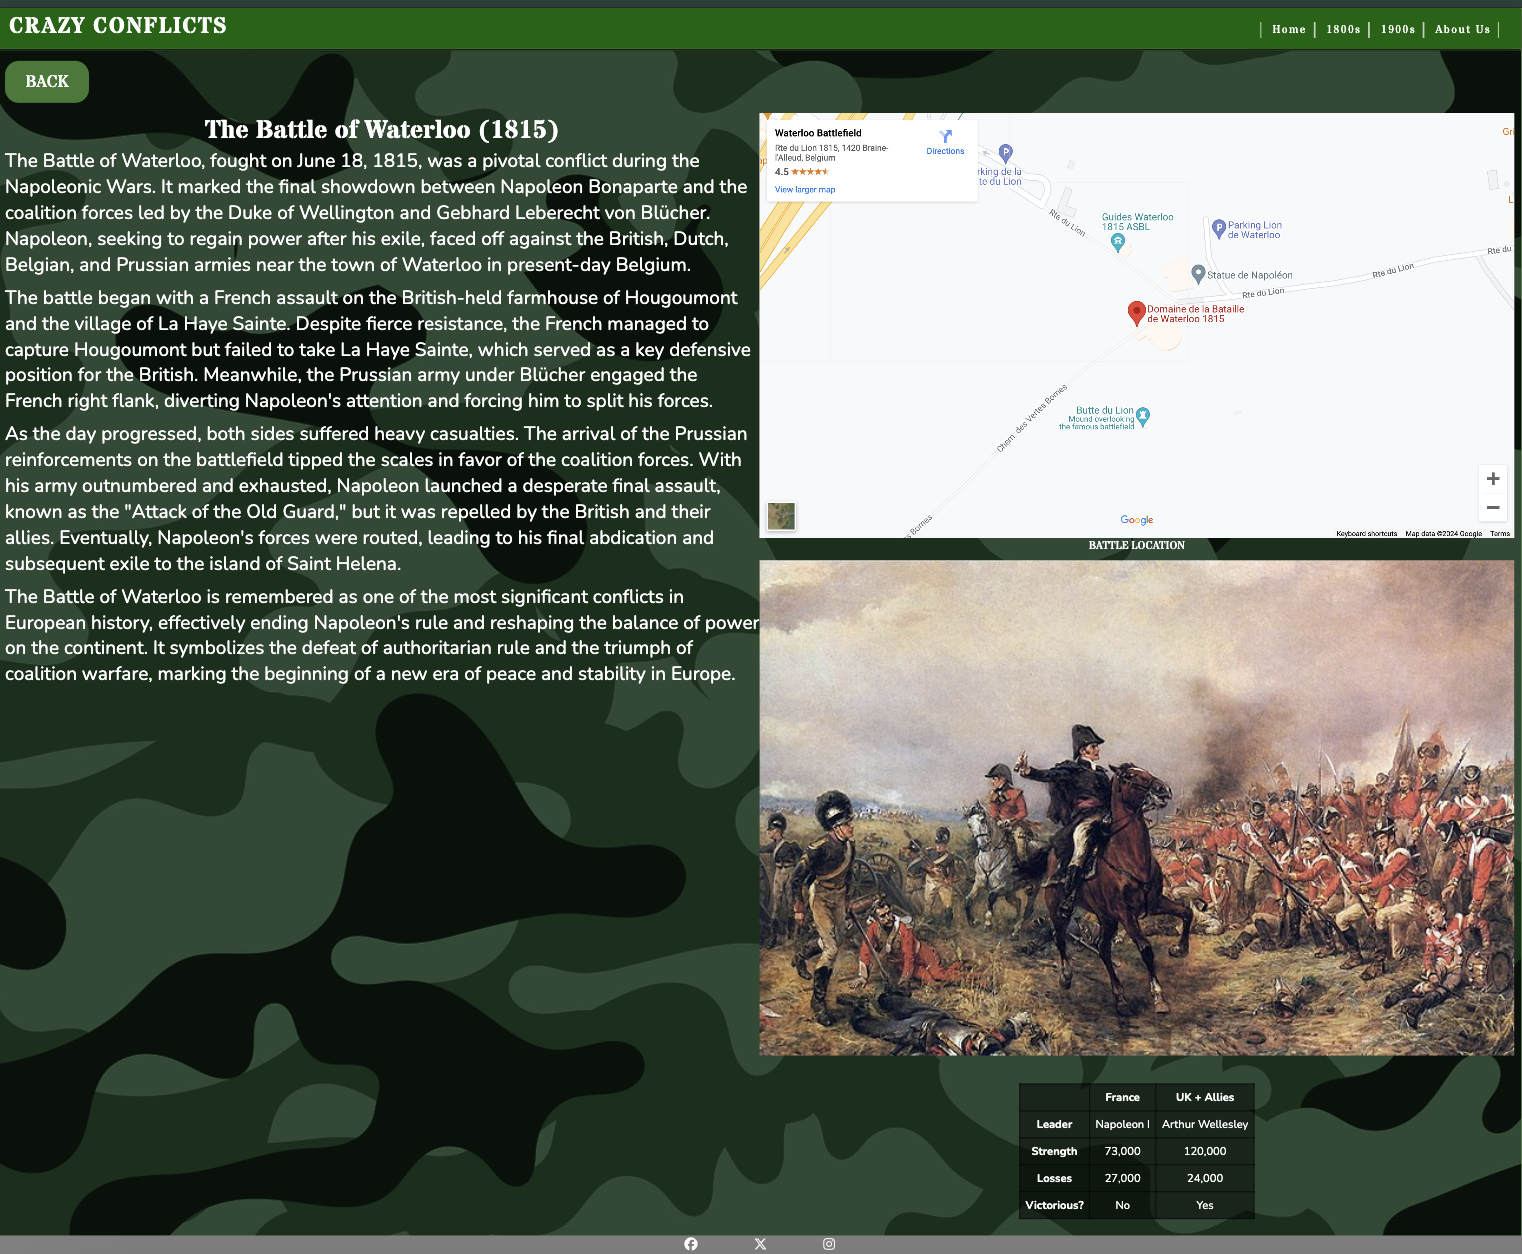 CRAZY CONFLICTS
Home
1800s
1900s
About Us
BACK
The Battle of Waterloo (1815)
The Battle of Waterloo, fought on June 18, 1815, was a pivotal conflict during the
Napoleonic Wars. It marked the final showdown between Napoleon Bonaparte and the
coalition forces led by the Duke of Wellington and Gebhard Leberecht von Blücher.
Napoleon, seeking to regain power after his exile, faced off against the British, Dutch,
Belgian, and Prussian armies near the town of Waterloo in present-day Belgium.
The battle began with a French assault on the British-held farmhouse of Hougoumont
and the village of La Haye Sainte. Despite fierce resistance, the French managed to
capture Hougoumont but failed to take La Haye Sainte, which served as a key defensive
position for the British. Meanwhile, the Prussian army under Blücher engaged the
French right flank, diverting Napoleon's attention and forcing him to split his forces.
As the day progressed, both sides suffered heavy casualties. The arrival of the Prussian
reinforcements on the battlefield tipped the scales in favor of the coalition forces. With
his army outnumbered and exhausted, Napoleon launched a desperate final assault,
known as the "Attack of the Old Guard," but it was repelled by the British and their
allies. Eventually, Napoleon's forces were routed, leading to his final abdication and
subsequent exile to the island of Saint Helena.
The Battle of Waterloo is remembered as one of the most significant conflicts in
European history, effectively ending Napoleon's rule and reshaping the balance of power
on the continent. It symbolizes the defeat of authoritarian rule and the triumph of
coalition warfare, marking the beginning of a new era of peace and stability in Europe.
Waterloo Battlefield
Rte du Lion 1815, 1420 Braine-
l'Alleud, Belgium
4.5
View larger map
Directions
rking de la
te du Lion
Rte du Lion
Guides Waterloo
1815 ASBL
Parking Lion
de Waterloo
Statue de Napoléon
Rte du
Rte du Lion
Rte du Lion
Domaine de la Bataille
de Waterloo 1815
Chem. des Vertes Bornes
Butte du Lion
Mound overlooking
the famous battlefield
s Bornes
Gri
L
Google
Keyboard shortcuts Map data ©2024 Google Terms
BATTLE LOCATION
France UK + Allies
Leader Napoleon I Arthur Wellesley
Strength 73,000 120,000
Losses 27,000 24,000
Victorious? No Yes